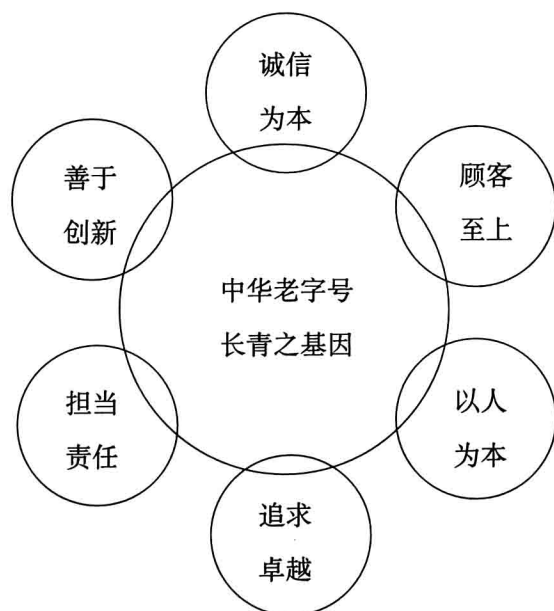 诚信
为本
善于
创新
顾客
至上
中华老字号
长青之基因
担当
责任
以人
为本
追求
卓越